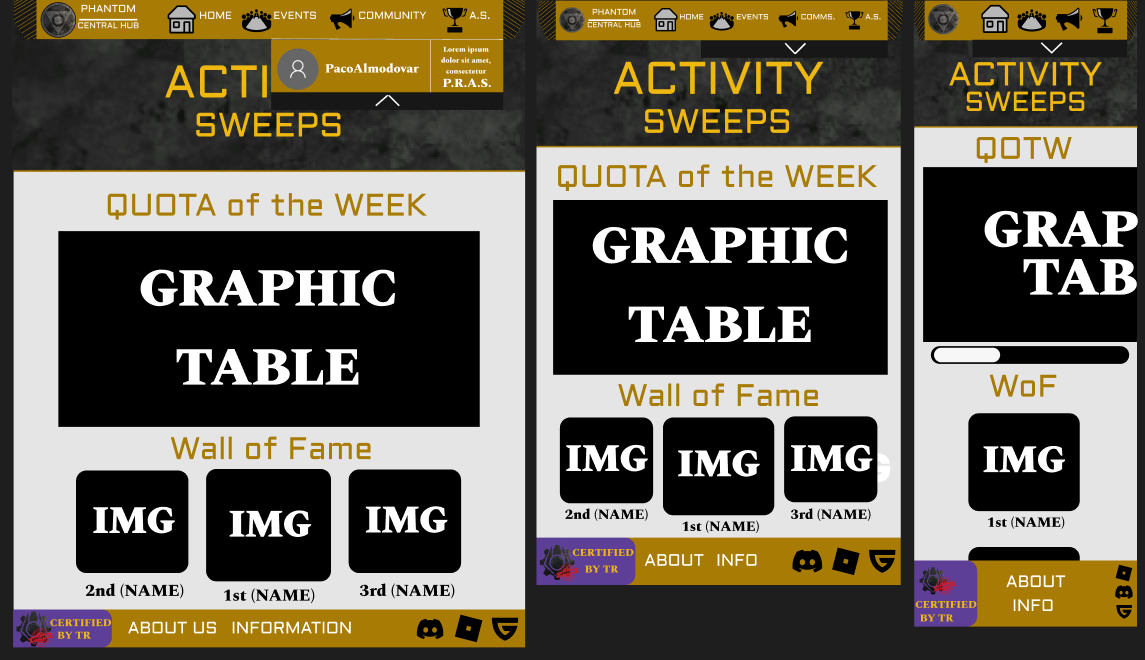 PHANTOM
CENTRAL HUB
HOME
EVENTS
COMMUNITY
A.S.
PacoAlmodovar
Lorem ipsum
dolor sit amet,
consectetur
P.R.A.S.
ACTI
SWEEPS
QUOTA of the WEEK
GRAPHIC
TABLE
Wall of Fame
IMG
IMG
IMG
2nd (NAME)
1st (NAME)
3rd (NAME)
CERTIFIED
BY TR
ABOUT US
INFORMATION
PHANTOM
CENTRAL HUB
HOME
EVENTS
COMMS.
A.S.
ACTIVITY
SWEEPS
QUOTA of the WEEK
GRAPHIC
TABLE
Wall of Fame
IMG
IMG
IMG
2nd (NAME)
1st (NAME)
3rd (NAME)
CERTIFIED
BY TR
ABOUT
INFO
ACTIVITY
SWEEPS
QOTW
GRAP
TAB
WoF
IMG
1st (NAME)
CERTIFIED
BY TR
ABOUT
INFO